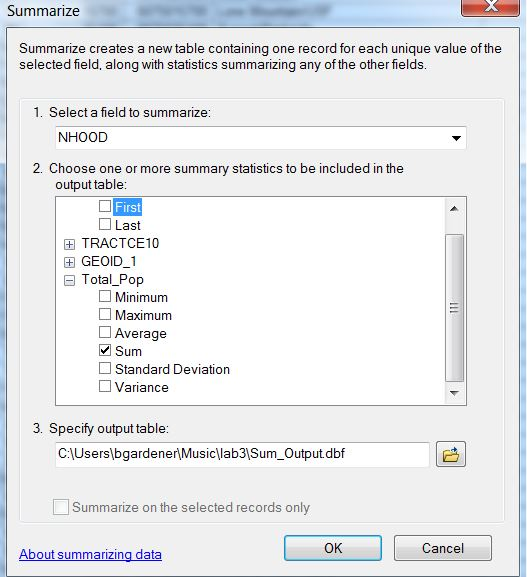 Summarize
Summarize creates a new table containing one record for each unique value of the
selected field, along with statistics summarizing any of the other fields.
1. Select a field to summarize:
NHOOD
2. Choose one or more summary statistics to be included in the
output table:
First
Last
TRACTCE10
GEOID_1
Total_Pop
Minimum
Maximum
Average
Sum
Standard Deviation
Variance
3. Specify output table:
C:\Users\bgardener\Music\lab3\Sum_Output.dbf
Summarize on the selected records only
About summarizing data
OK
Cancel